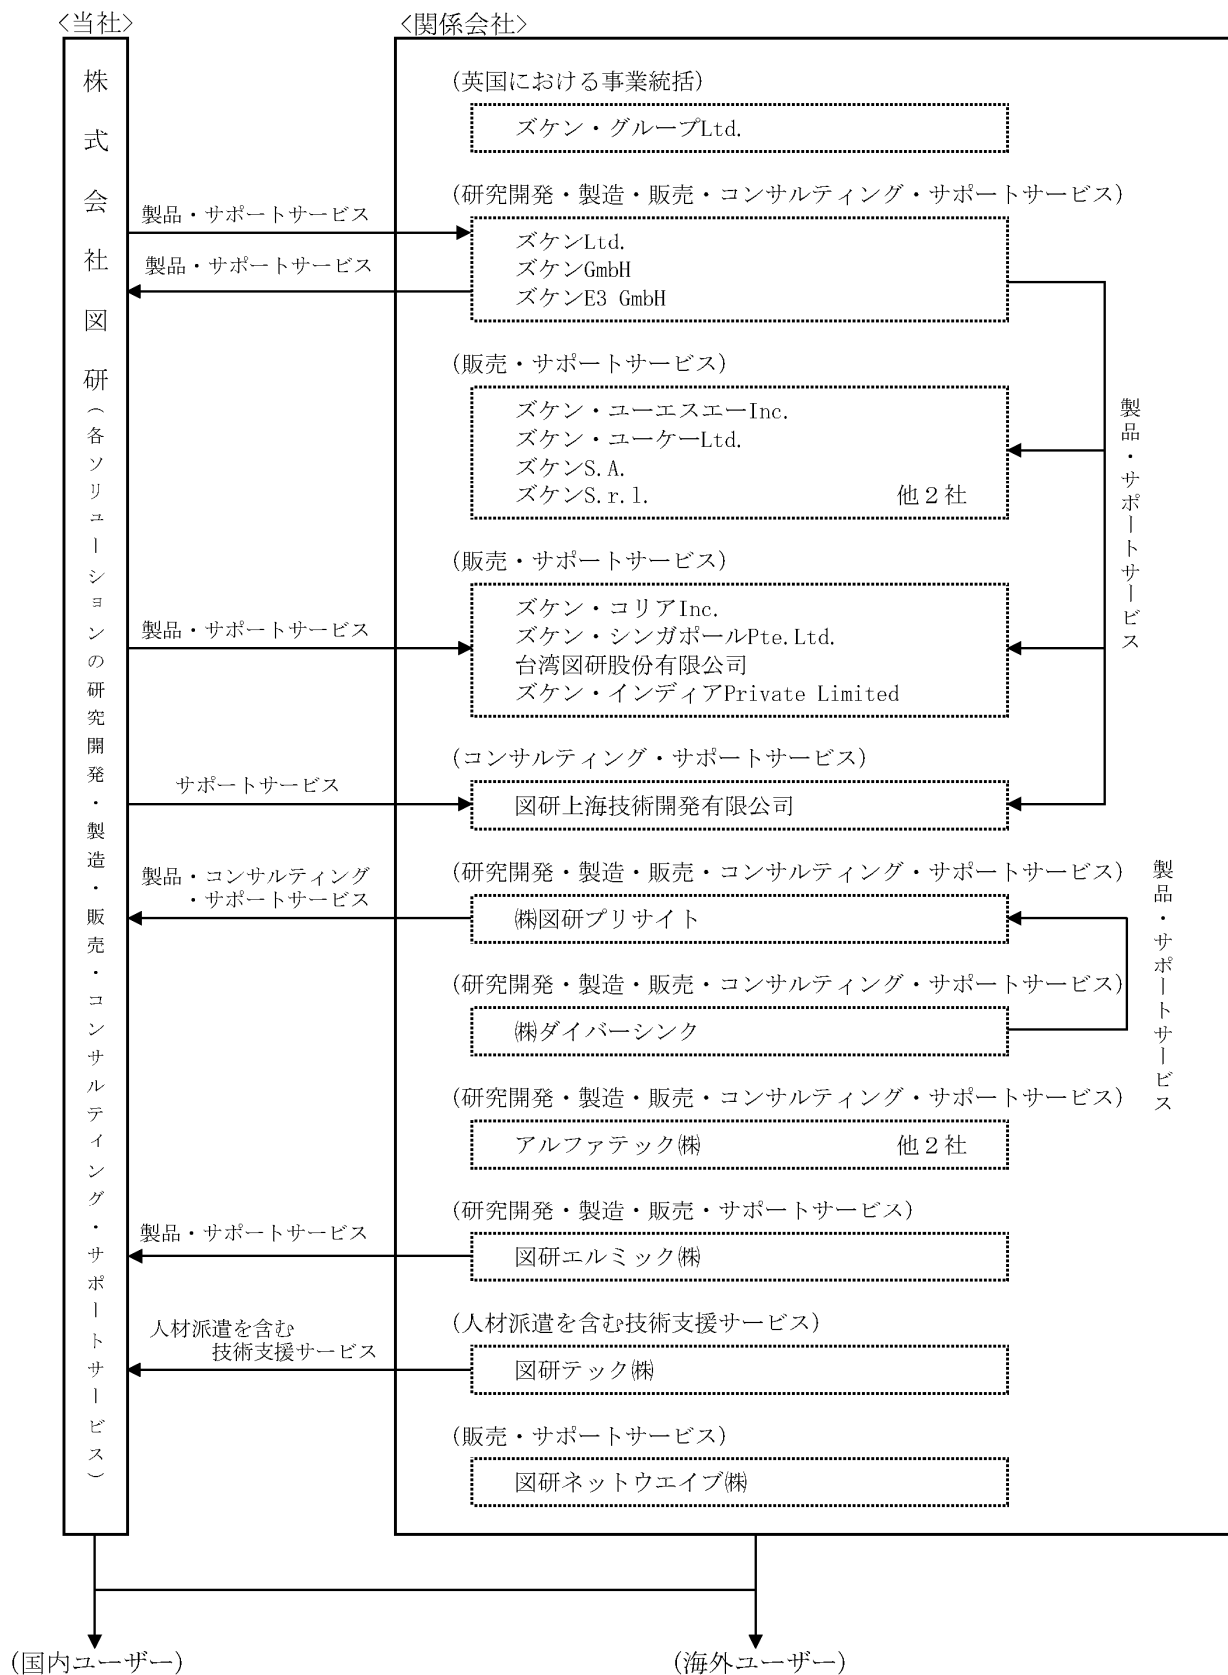 <当社>
<関係会社>
株式会社図研(各ソリューションの研究開発・製造・販売・コンサルティング・サポートサービス)
(英国における事業統括)
ズケン・グループLtd.
(研究開発・製造・販売・コンサルティング・サポートサービス)
製品・サポートサービス
ズケンLtd.
製品・サポートサービス
ズケンGmbH
ズケンE3 GmbH
(販売・サポートサービス)
ズケン・ユーエスエーInc.
ズケン・ユーケーLtd.
ズケンS.A.
ズケンS.r.l. 他2社
製品・サポートサービス
(販売・サポートサービス)
ズケン・コリアInc.
製品・サポートサービス
ズケン・シンガポールPte.Ltd.
台湾図研股份有限公司
ズケン・インディアPrivate Limited
(コンサルティング・サポートサービス)
サポートサービス
図研上海技術開発有限公司
(研究開発・製造・販売・コンサルティング・サポートサービス)
製品・コンサルティング
・サポートサービス
㈱図研プリサイト
製品・サポートサービス
(研究開発・製造・販売・コンサルティング・サポートサービス)
㈱ダイバーシンク
(研究開発・製造・販売・コンサルティング・サポートサービス)
アルファテック㈱ 他2社
(研究開発・製造・販売・サポートサービス)
製品・サポートサービス
図研エルミック㈱
(人材派遣を含む技術支援サービス)
人材派遣を含む
技術支援サービス
図研テック㈱
(販売・サポートサービス)
図研ネットウエイブ㈱
(国内ユーザー)
(海外ユーザー)